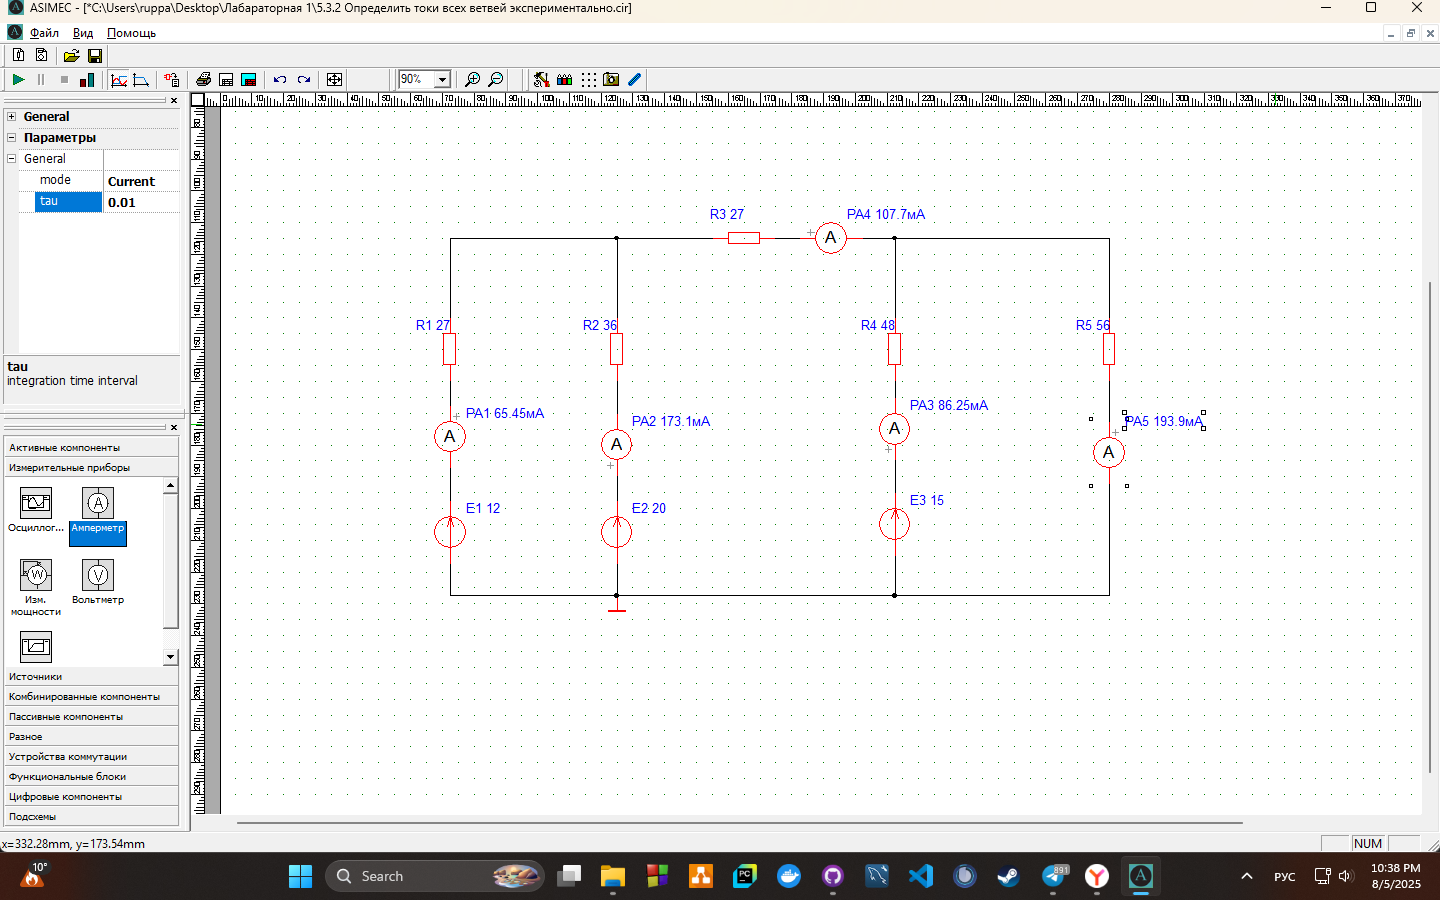 ASIMEC - [*C:\Users\ruppa\Desktop\Лабараторная 1\5.3.2 Определить токи всех ветвей экспериментально.cir]
Файл Вид Помощь
90%
General
Параметры
General
mode Current
tau 0.01
tau
integration time interval
Активные компоненты
Измерительные приборы
Осциллог... Амперметр
Изм. мощности Вольтметр
Источники
Комбинированные компоненты
Пассивные компоненты
Разное
Устройства коммутации
Функциональные блоки
Цифровые компоненты
Подсхемы
R3 27 PA4 107.7мА
A
R1 27 R2 36 R4 48 R5 56
PA1 65.45мА PA2 173.1мА PA3 86.25мА PA5 193.9мА
A A A A
E1 12 E2 20 E3 15
x=332.28mm, y=173.54mm
NUM
10°
Search
PC
891
РУС
10:38 PM
8/5/2025